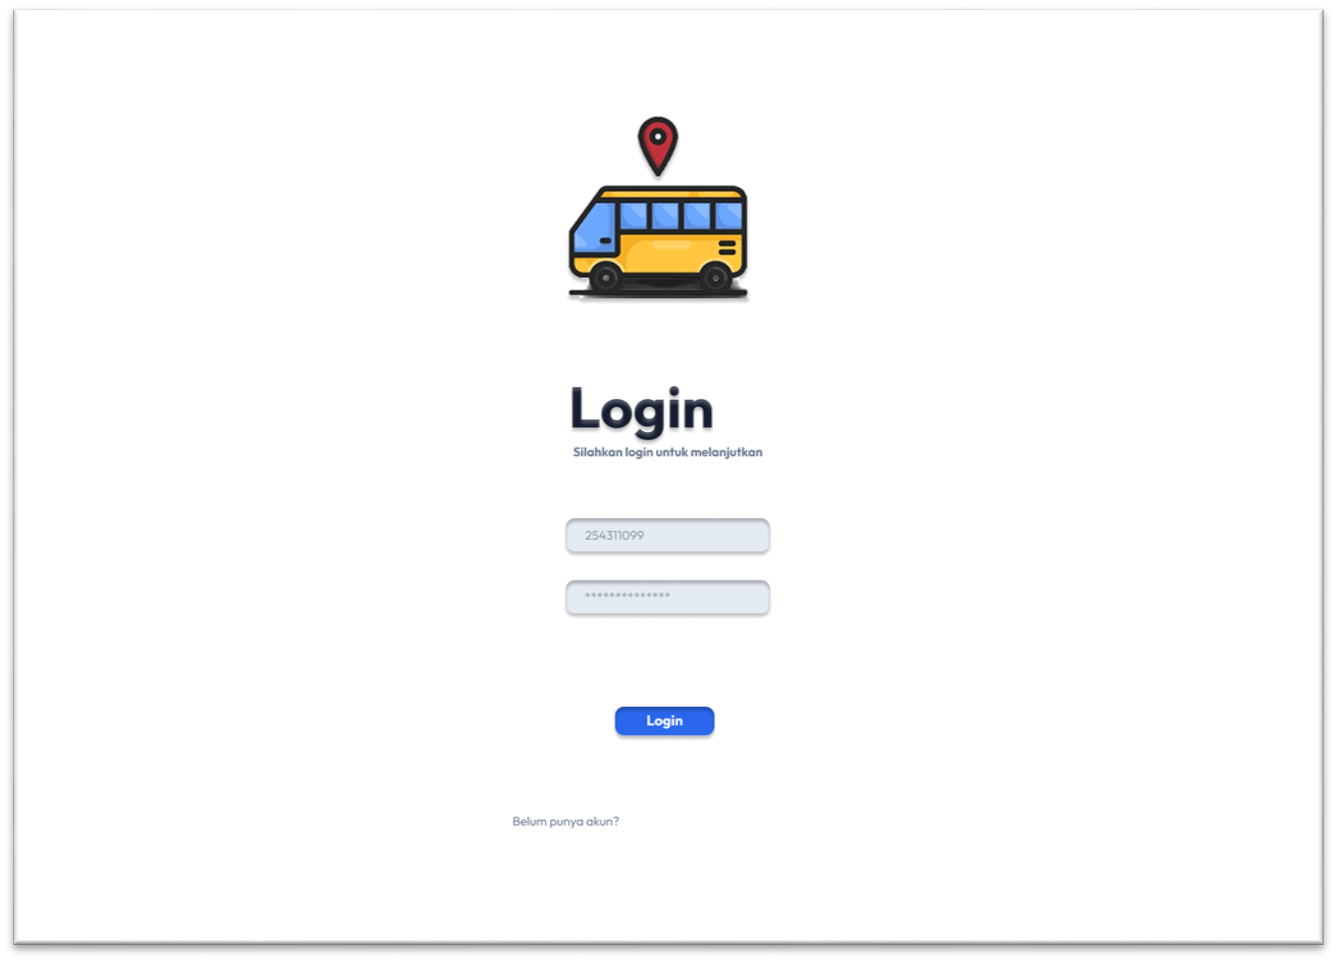 Login
Silahkan login untuk melanjutkan
254311099
**************
Login
Belum punya akun?